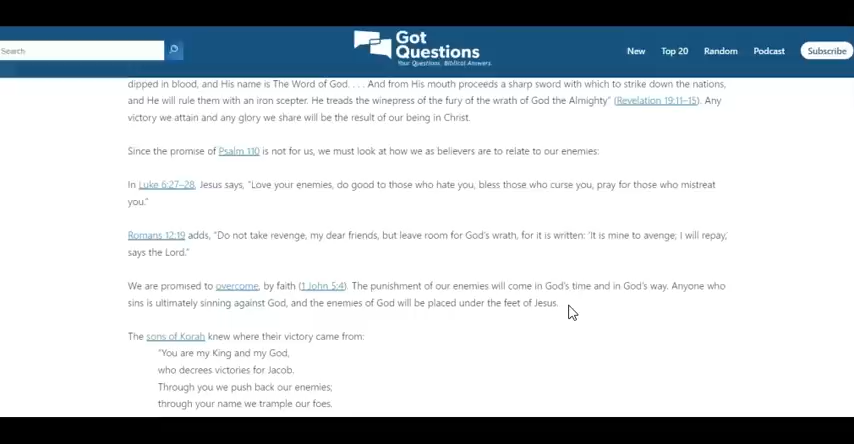 Search
Got
Questions
Your Questions. Biblical Answers.
New Top 20 Random Podcast Subscribe
dipped in blood, and His name is The Word of God. . . . And from His mouth proceeds a sharp sword with which to strike down the nations,
and He will rule them with an iron scepter. He treads the winepress of the fury of the wrath of God the Almighty” (Revelation 19:11–15). Any
victory we attain and any glory we share will be the result of our being in Christ.
Since the promise of Psalm 110 is not for us, we must look at how we as believers are to relate to our enemies:
In Luke 6:27–28, Jesus says, “Love your enemies, do good to those who hate you, bless those who curse you, pray for those who mistreat
you.”
Romans 12:19 adds, “Do not take revenge, my dear friends, but leave room for God’s wrath, for it is written: ‘It is mine to avenge; I will repay,’
says the Lord.”
We are promised to overcome, by faith (1 John 5:4). The punishment of our enemies will come in God’s time and in God’s way. Anyone who
sins is ultimately sinning against God, and the enemies of God will be placed under the feet of Jesus.
The sons of Korah knew where their victory came from:
“You are my King and my God,
who decrees victories for Jacob.
Through you we push back our enemies;
through your name we trample our foes.